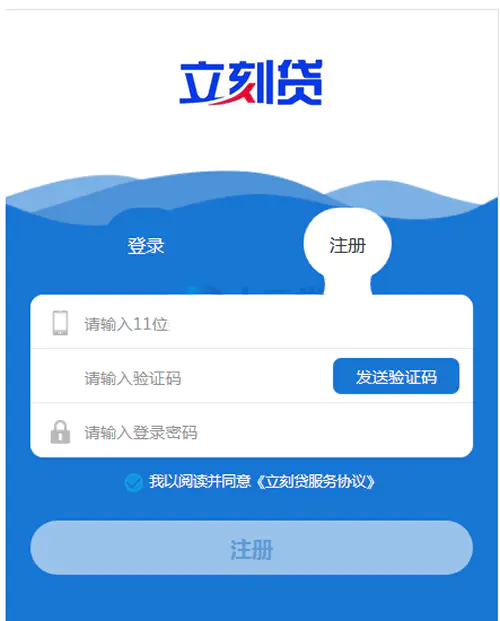 立刻贷
登录
注册
请输入11位
请输入验证码
发送验证码
请输入登录密码
我以阅读并同意《立刻贷服务协议》
注册